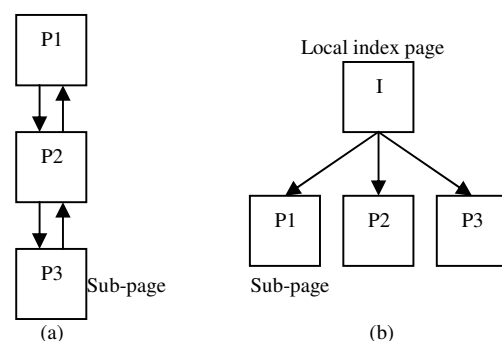 P1
P2
P3
Sub-page
(a)
Local index page
I
P1 P2 P3
Sub-page
(b)